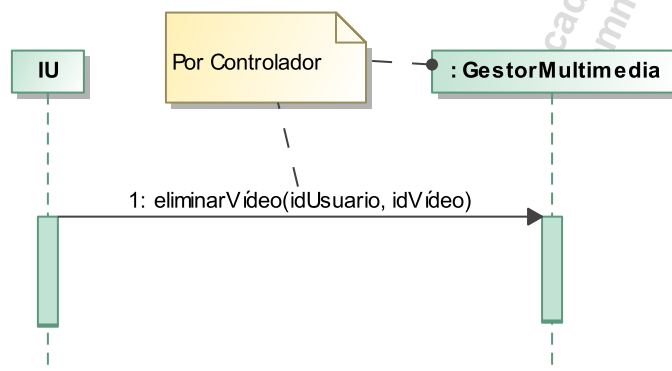 IU
Por Controlador
: GestorMultimedia
1: eliminarVídeo(idUsuario, idVídeo)